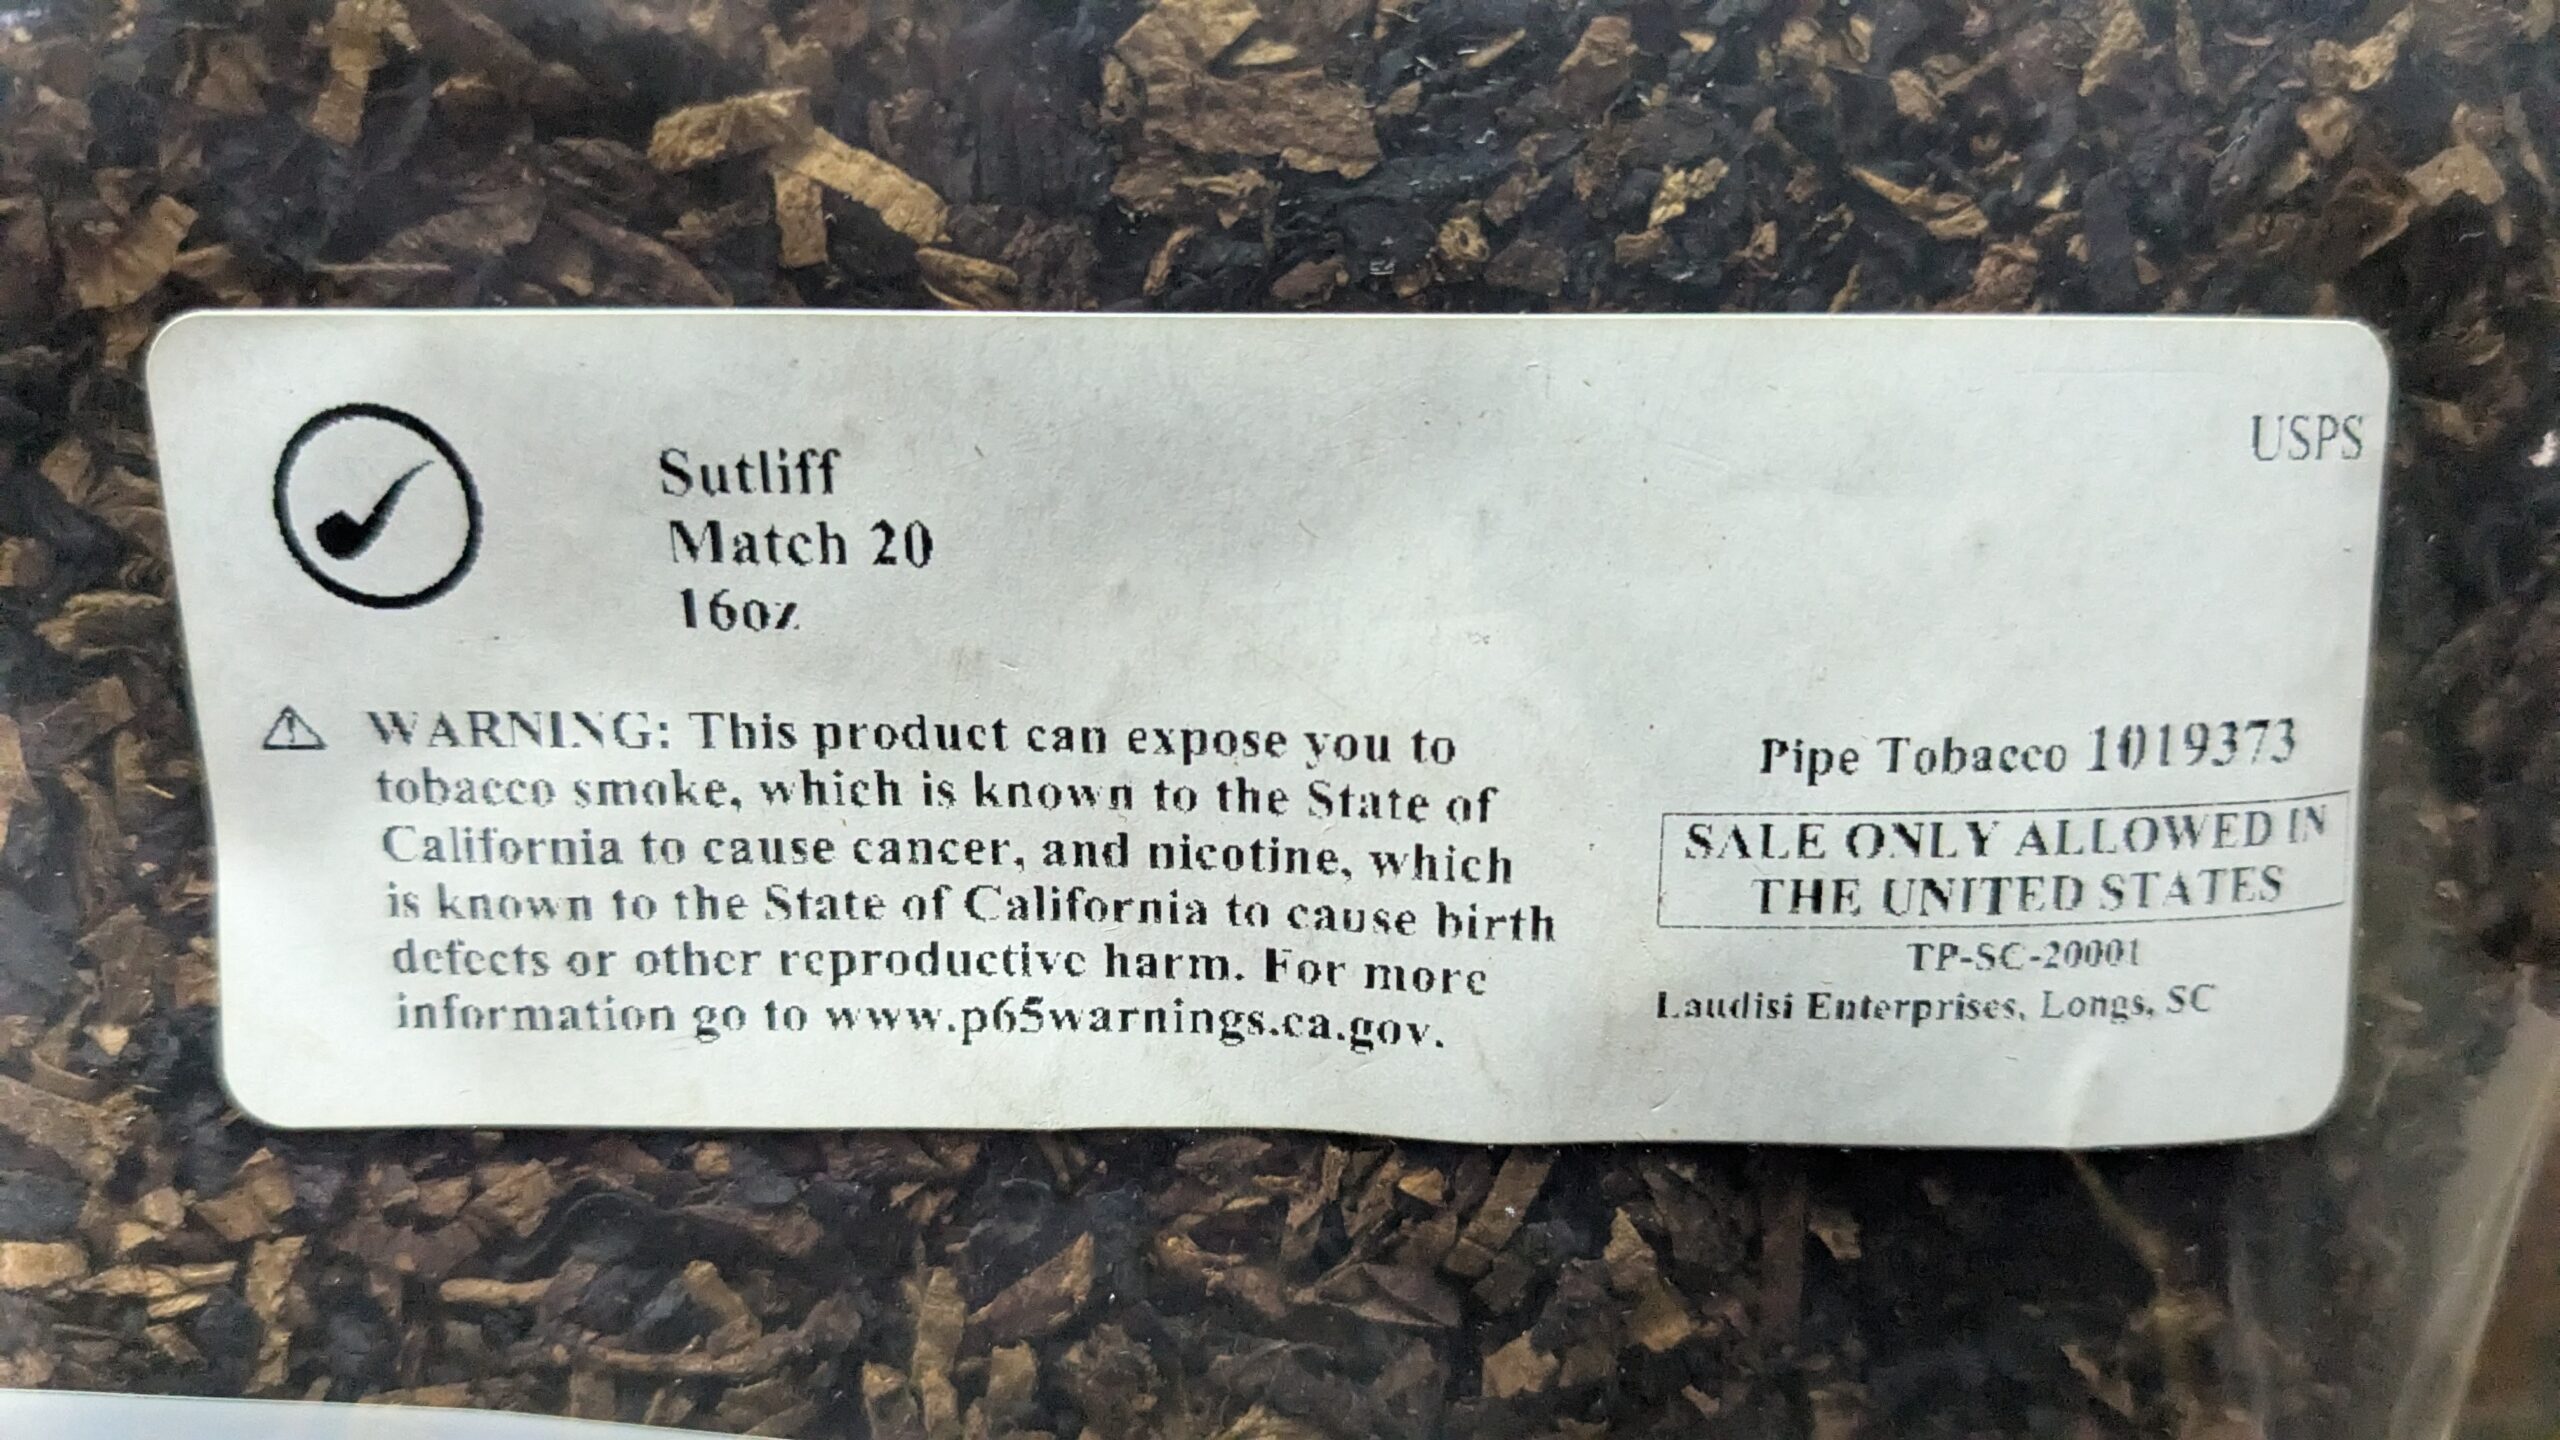 USPS
Sutliff
Match 20
16oz
WARNING: This product can expose you to
tobacco smoke, which is known to the State of
California to cause cancer, and nicotine, which
is known to the State of California to cause birth
defects or other reproductive harm. For more
information go to www.p65warnings.ca.gov.
Pipe Tobacco 1019373
SALE ONLY ALLOWED IN
THE UNITED STATES
TP-SC-20001
Laudisi Enterprises, Longs, SC